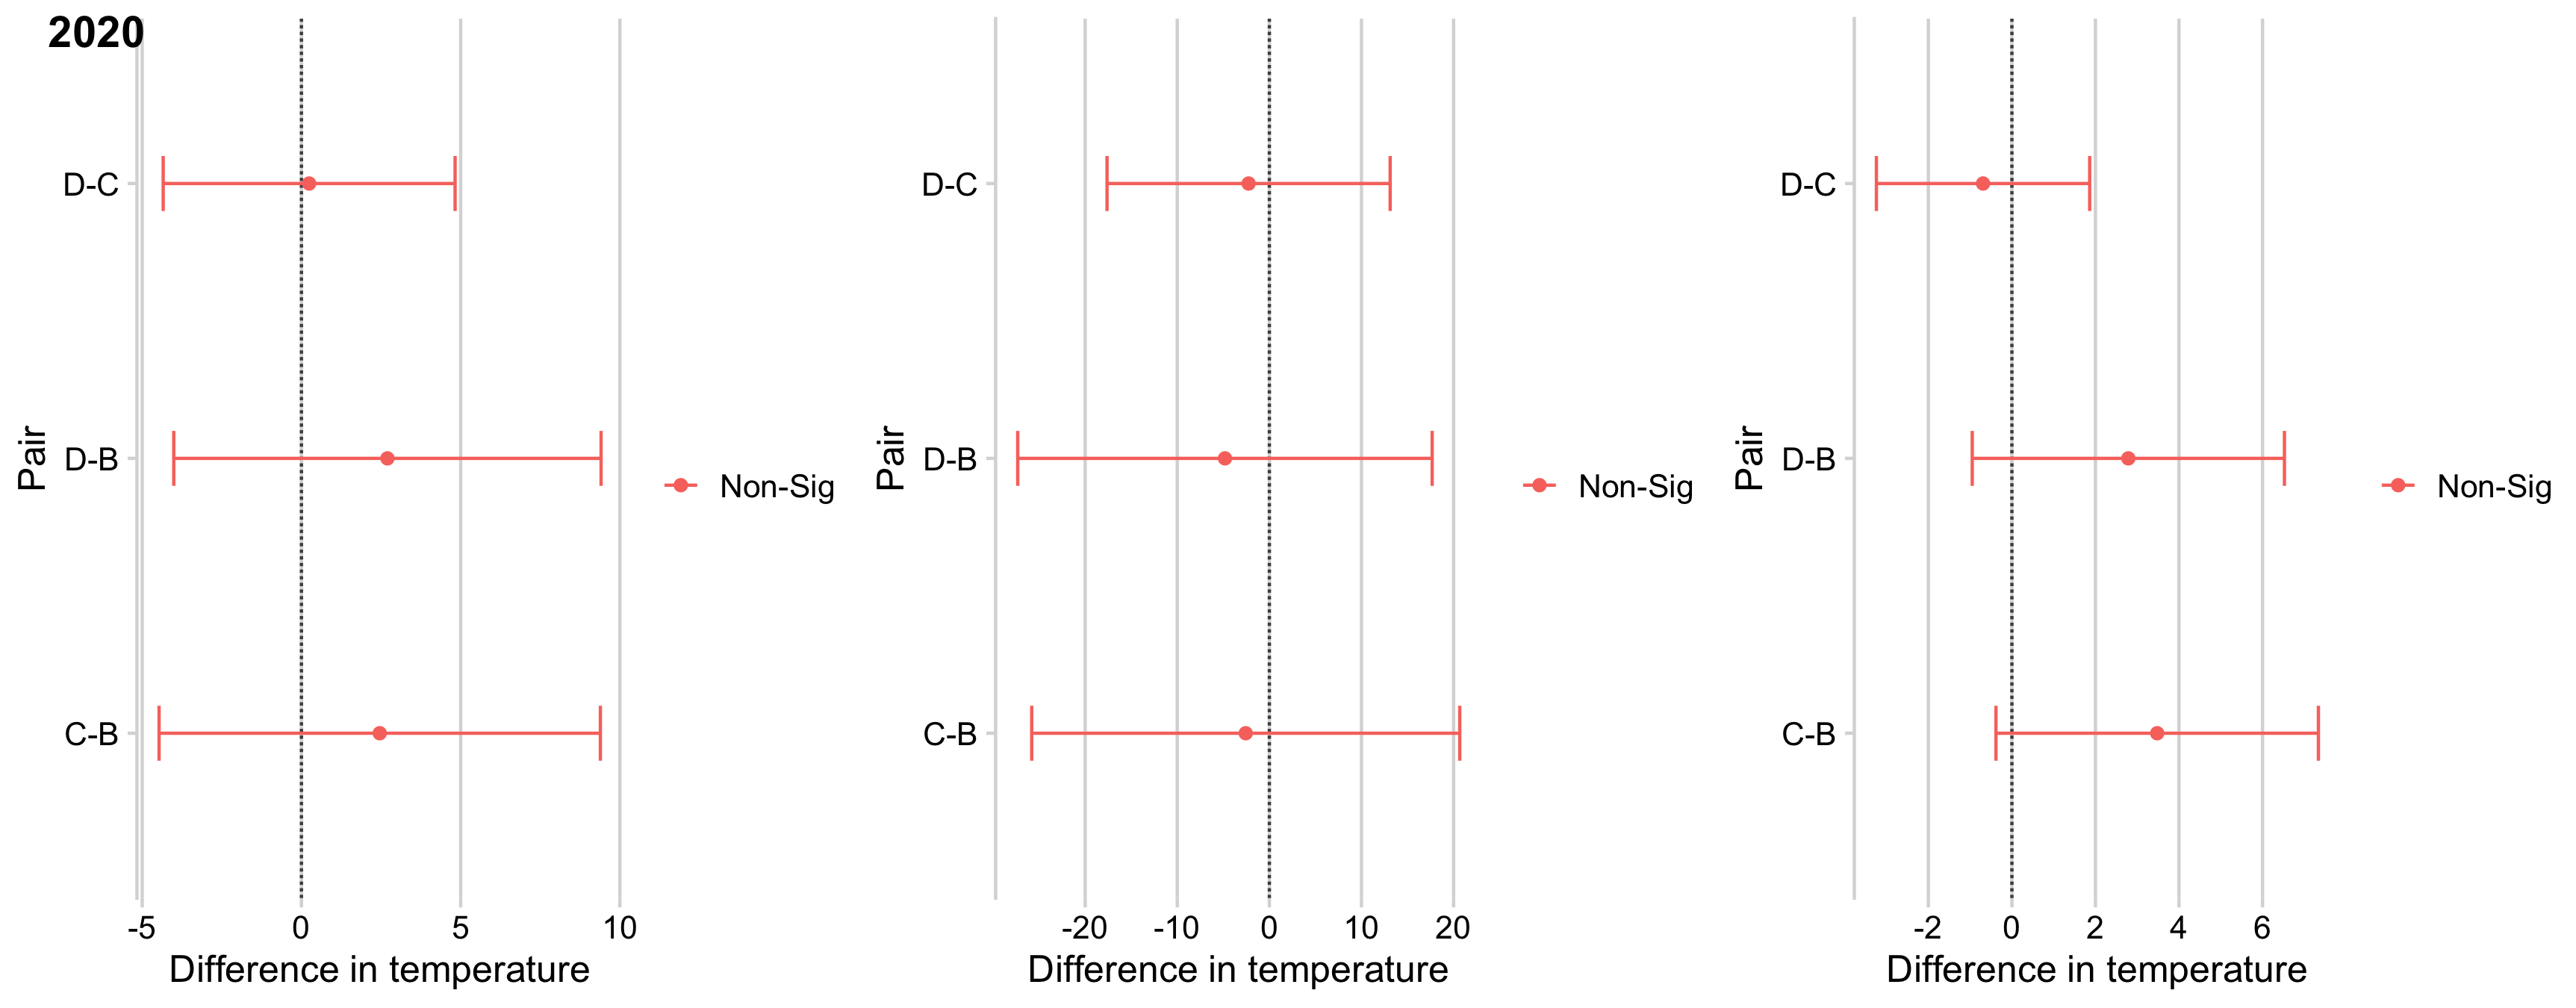 2020
Pair
D-C
D-B
C-B
-5 0 5 10
Difference in temperature
Non-Sig
Pair
D-C
D-B
C-B
-20 -10 0 10 20
Difference in temperature
Non-Sig
Pair
D-C
D-B
C-B
-2 0 2 4 6
Difference in temperature
Non-Sig